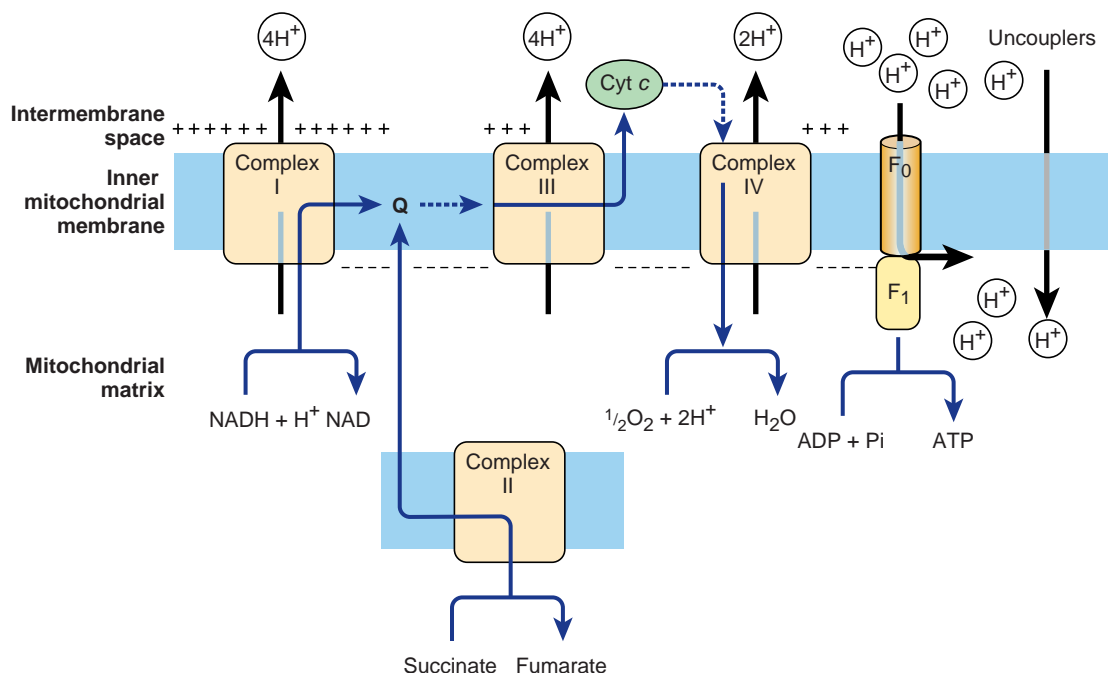 4H⁺
4H⁺
2H⁺
H⁺
H⁺
H⁺
H⁺
H⁺
Uncouplers
Cyt c
Intermembrane
space
+ + + + + +
+ + + + + +
+ + +
+ + +
Inner
mitochondrial
membrane
Complex
I
Q
Complex
III
Complex
IV
F₀
F₁
H⁺
H⁺
H⁺
Mitochondrial
matrix
NADH + H⁺ NAD
½O₂ + 2H⁺
H₂O
ADP + Pi
ATP
Complex
II
Succinate
Fumarate